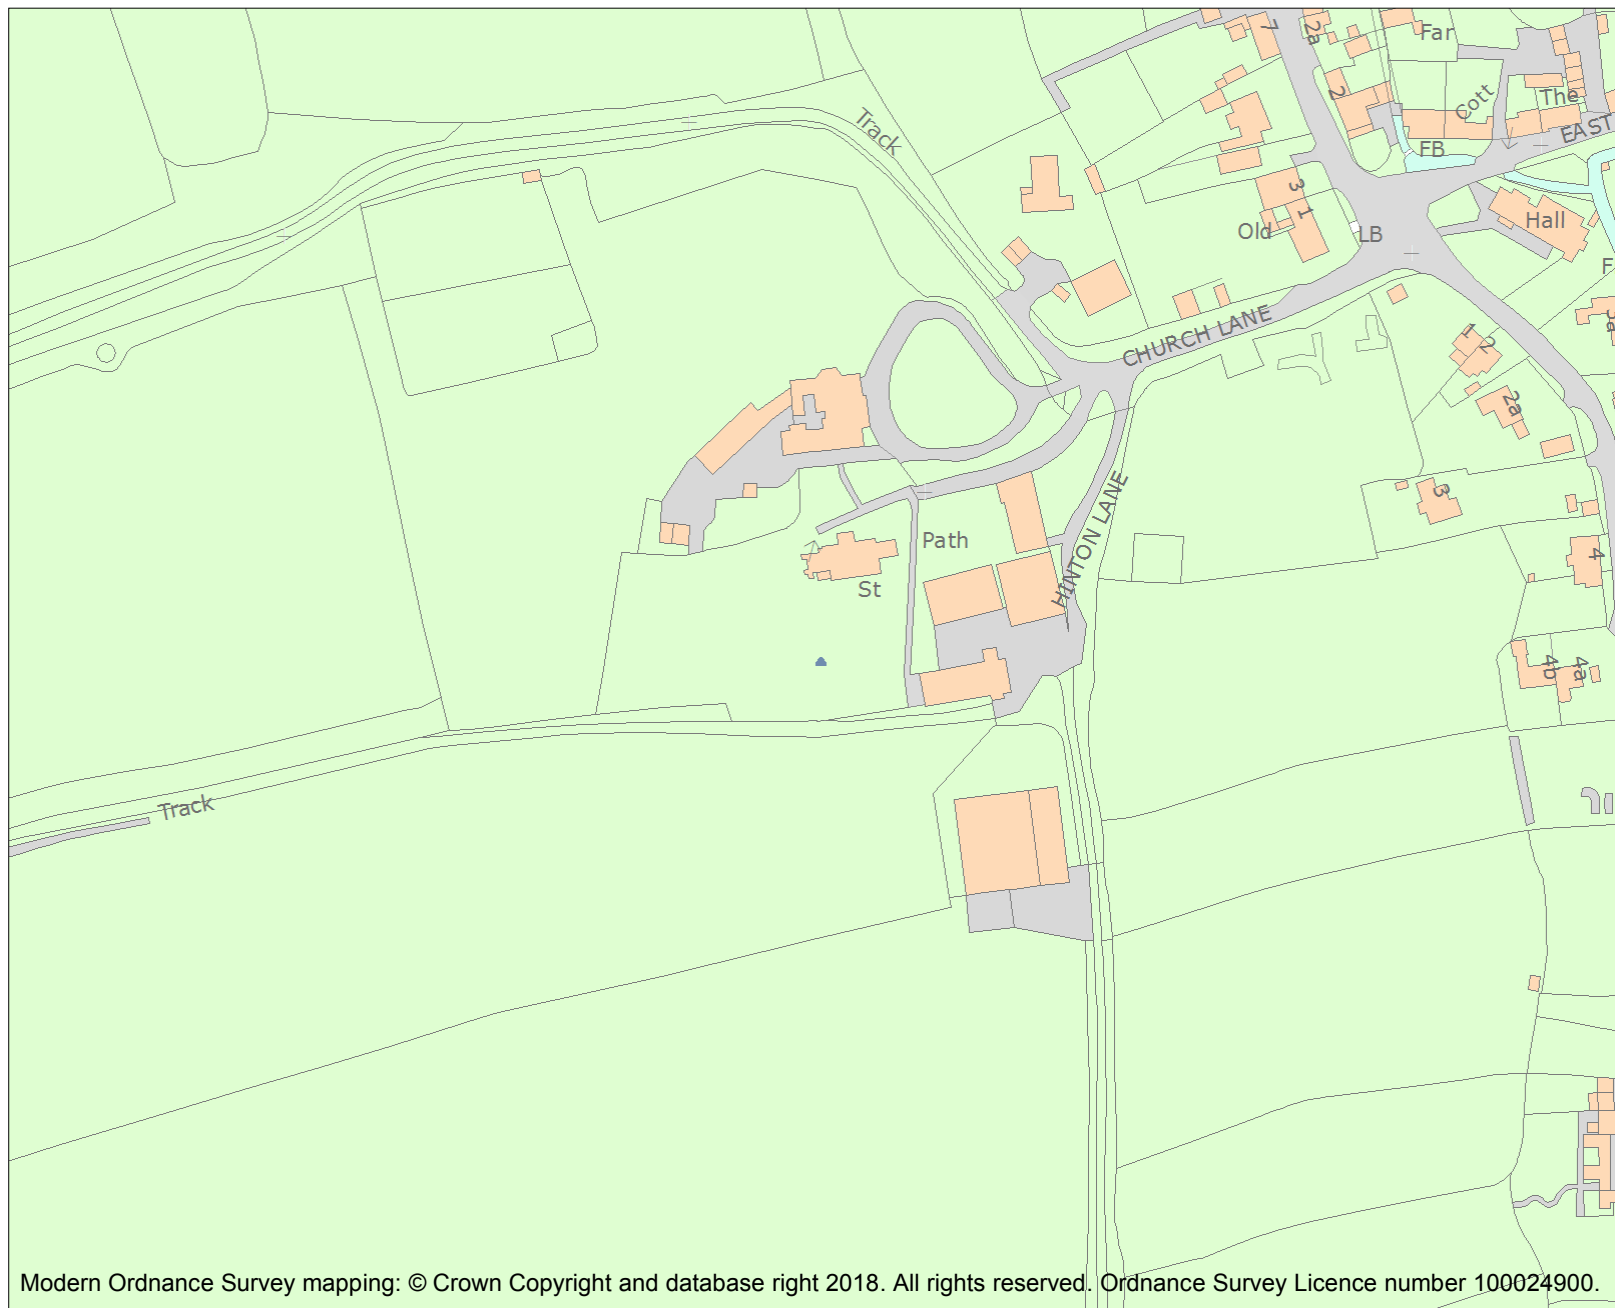 7
2a
Far
2
Cott
The
Track
FB
EAST
3
1
Old
LB
Hall
F
CHURCH LANE
3a
1
2
2a
3
HINTON LANE
Path
4
St
4b
4a
Track
Modern Ordnance Survey mapping: © Crown Copyright and database right 2018. All rights reserved. Ordnance Survey Licence number 100024900.